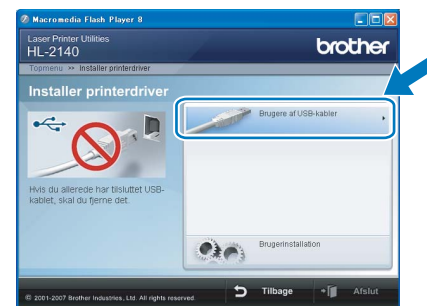 Macromedia Flash Player 8
Laser Printer Utilities
HL-2140
brother
Topmenu >> Installer printerdriver
Installer printerdriver
Brugere af USB-kabler
Hvis du allerede har tilsluttet USB-
kablet, skal du fjerne det.
Brugerinstallation
© 2001-2007 Brother Industries, Ltd. All rights reserved.
Tilbage
Afslut